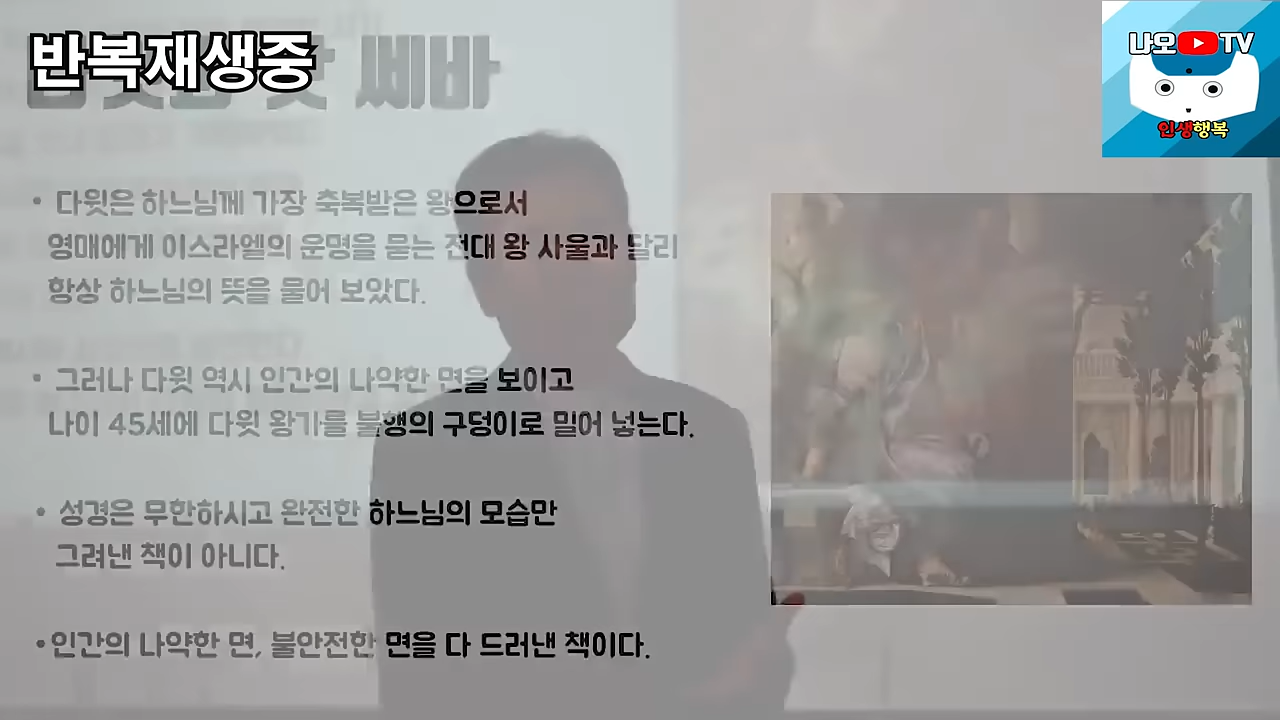 반복재생중
나오 TV
인생행복
밧 쎄바
• 다윗은 하느님께 가장 축복받은 왕으로서
영매에게 이스라엘의 운명을 묻는 전대 왕 사울과 달리
항상 하느님의 뜻을 물어 보았다.
• 그러나 다윗 역시 인간의 나약한 면을 보이고
나이 45세에 다윗 왕가를 불행의 구덩이로 밀어 넣는다.
• 성경은 무한하시고 완전한 하느님의 모습만
그려낸 책이 아니다.
• 인간의 나약한 면, 불안전한 면을 다 드러낸 책이다.